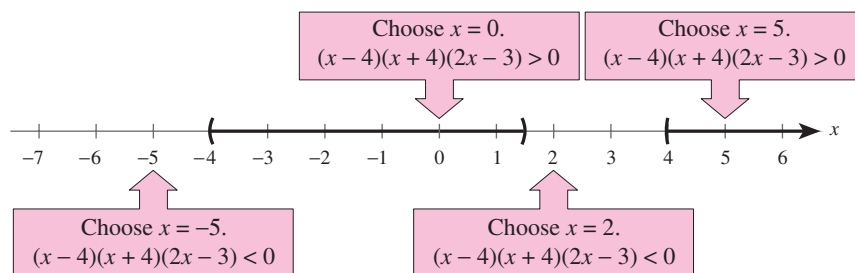 Choose x = 0.
(x − 4)(x + 4)(2x − 3) > 0
Choose x = 5.
(x − 4)(x + 4)(2x − 3) > 0
x
−7 −6 −5 −4 −3 −2 −1 0 1 2 3 4 5 6
Choose x = −5.
(x − 4)(x + 4)(2x − 3) < 0
Choose x = 2.
(x − 4)(x + 4)(2x − 3) < 0